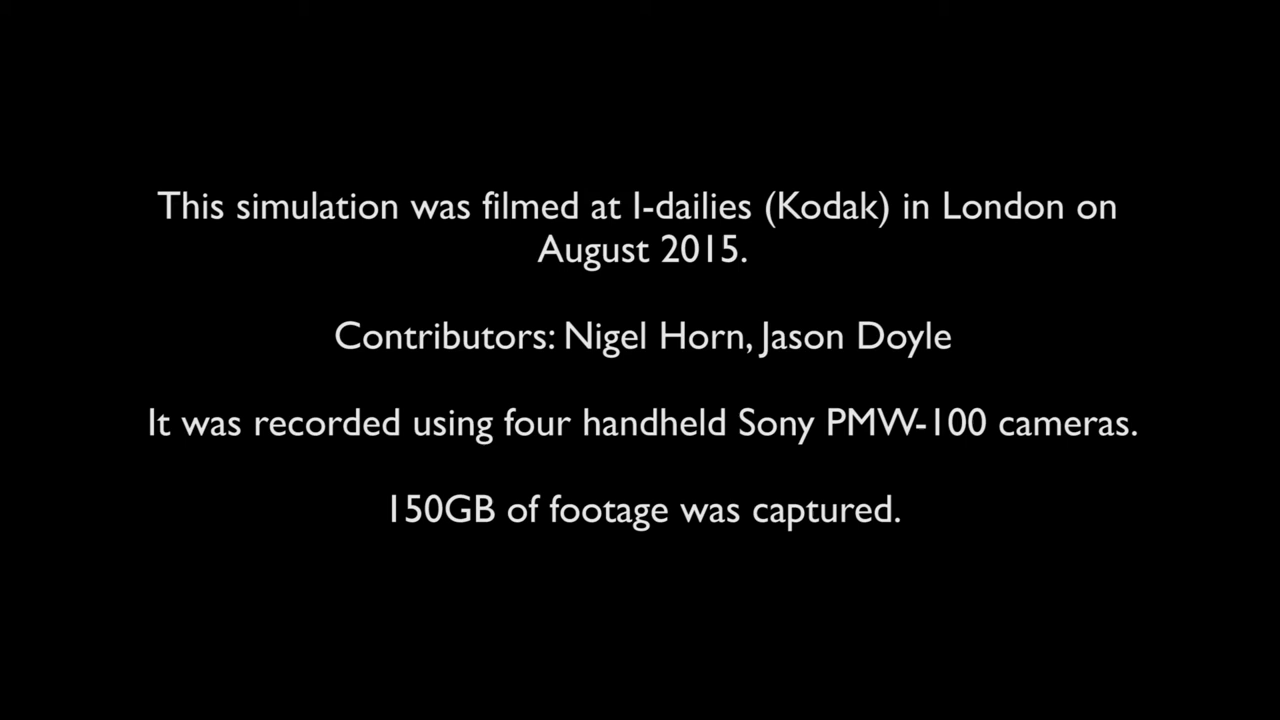 This simulation was filmed at I-dailies (Kodak) in London on
August 2015.
Contributors: Nigel Horn, Jason Doyle
It was recorded using four handheld Sony PMW-100 cameras.
150GB of footage was captured.